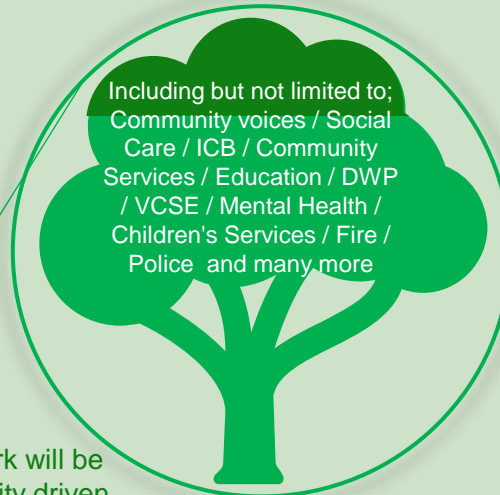 Including but not limited to;
Community voices / Social
Care / ICB / Community
Services / Education / DWP
/ VCSE / Mental Health /
Children's Services / Fire /
Police  and many more
will be
driven